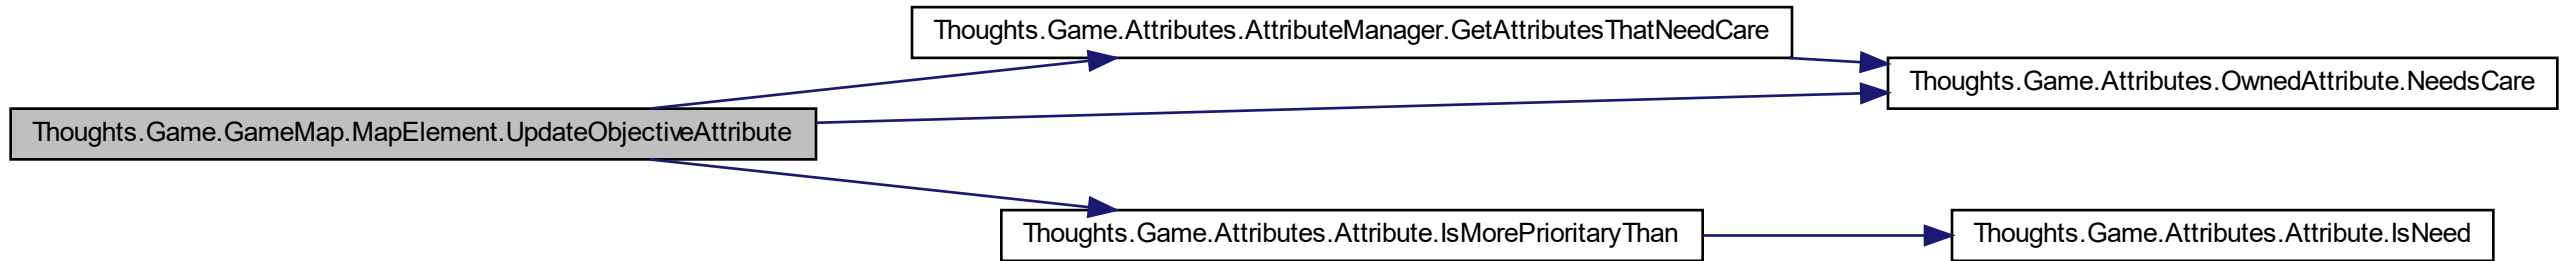 Thoughts.Game.Attributes.AttributeManager.GetAttributesThatNeedCare
Thoughts.Game.Attributes.OwnedAttribute.NeedsCare
Thoughts.Game.GameMap.MapElement.UpdateObjectiveAttribute
Thoughts.Game.Attributes.Attribute.IsMorePrioritaryThan
Thoughts.Game.Attributes.Attribute.IsNeed